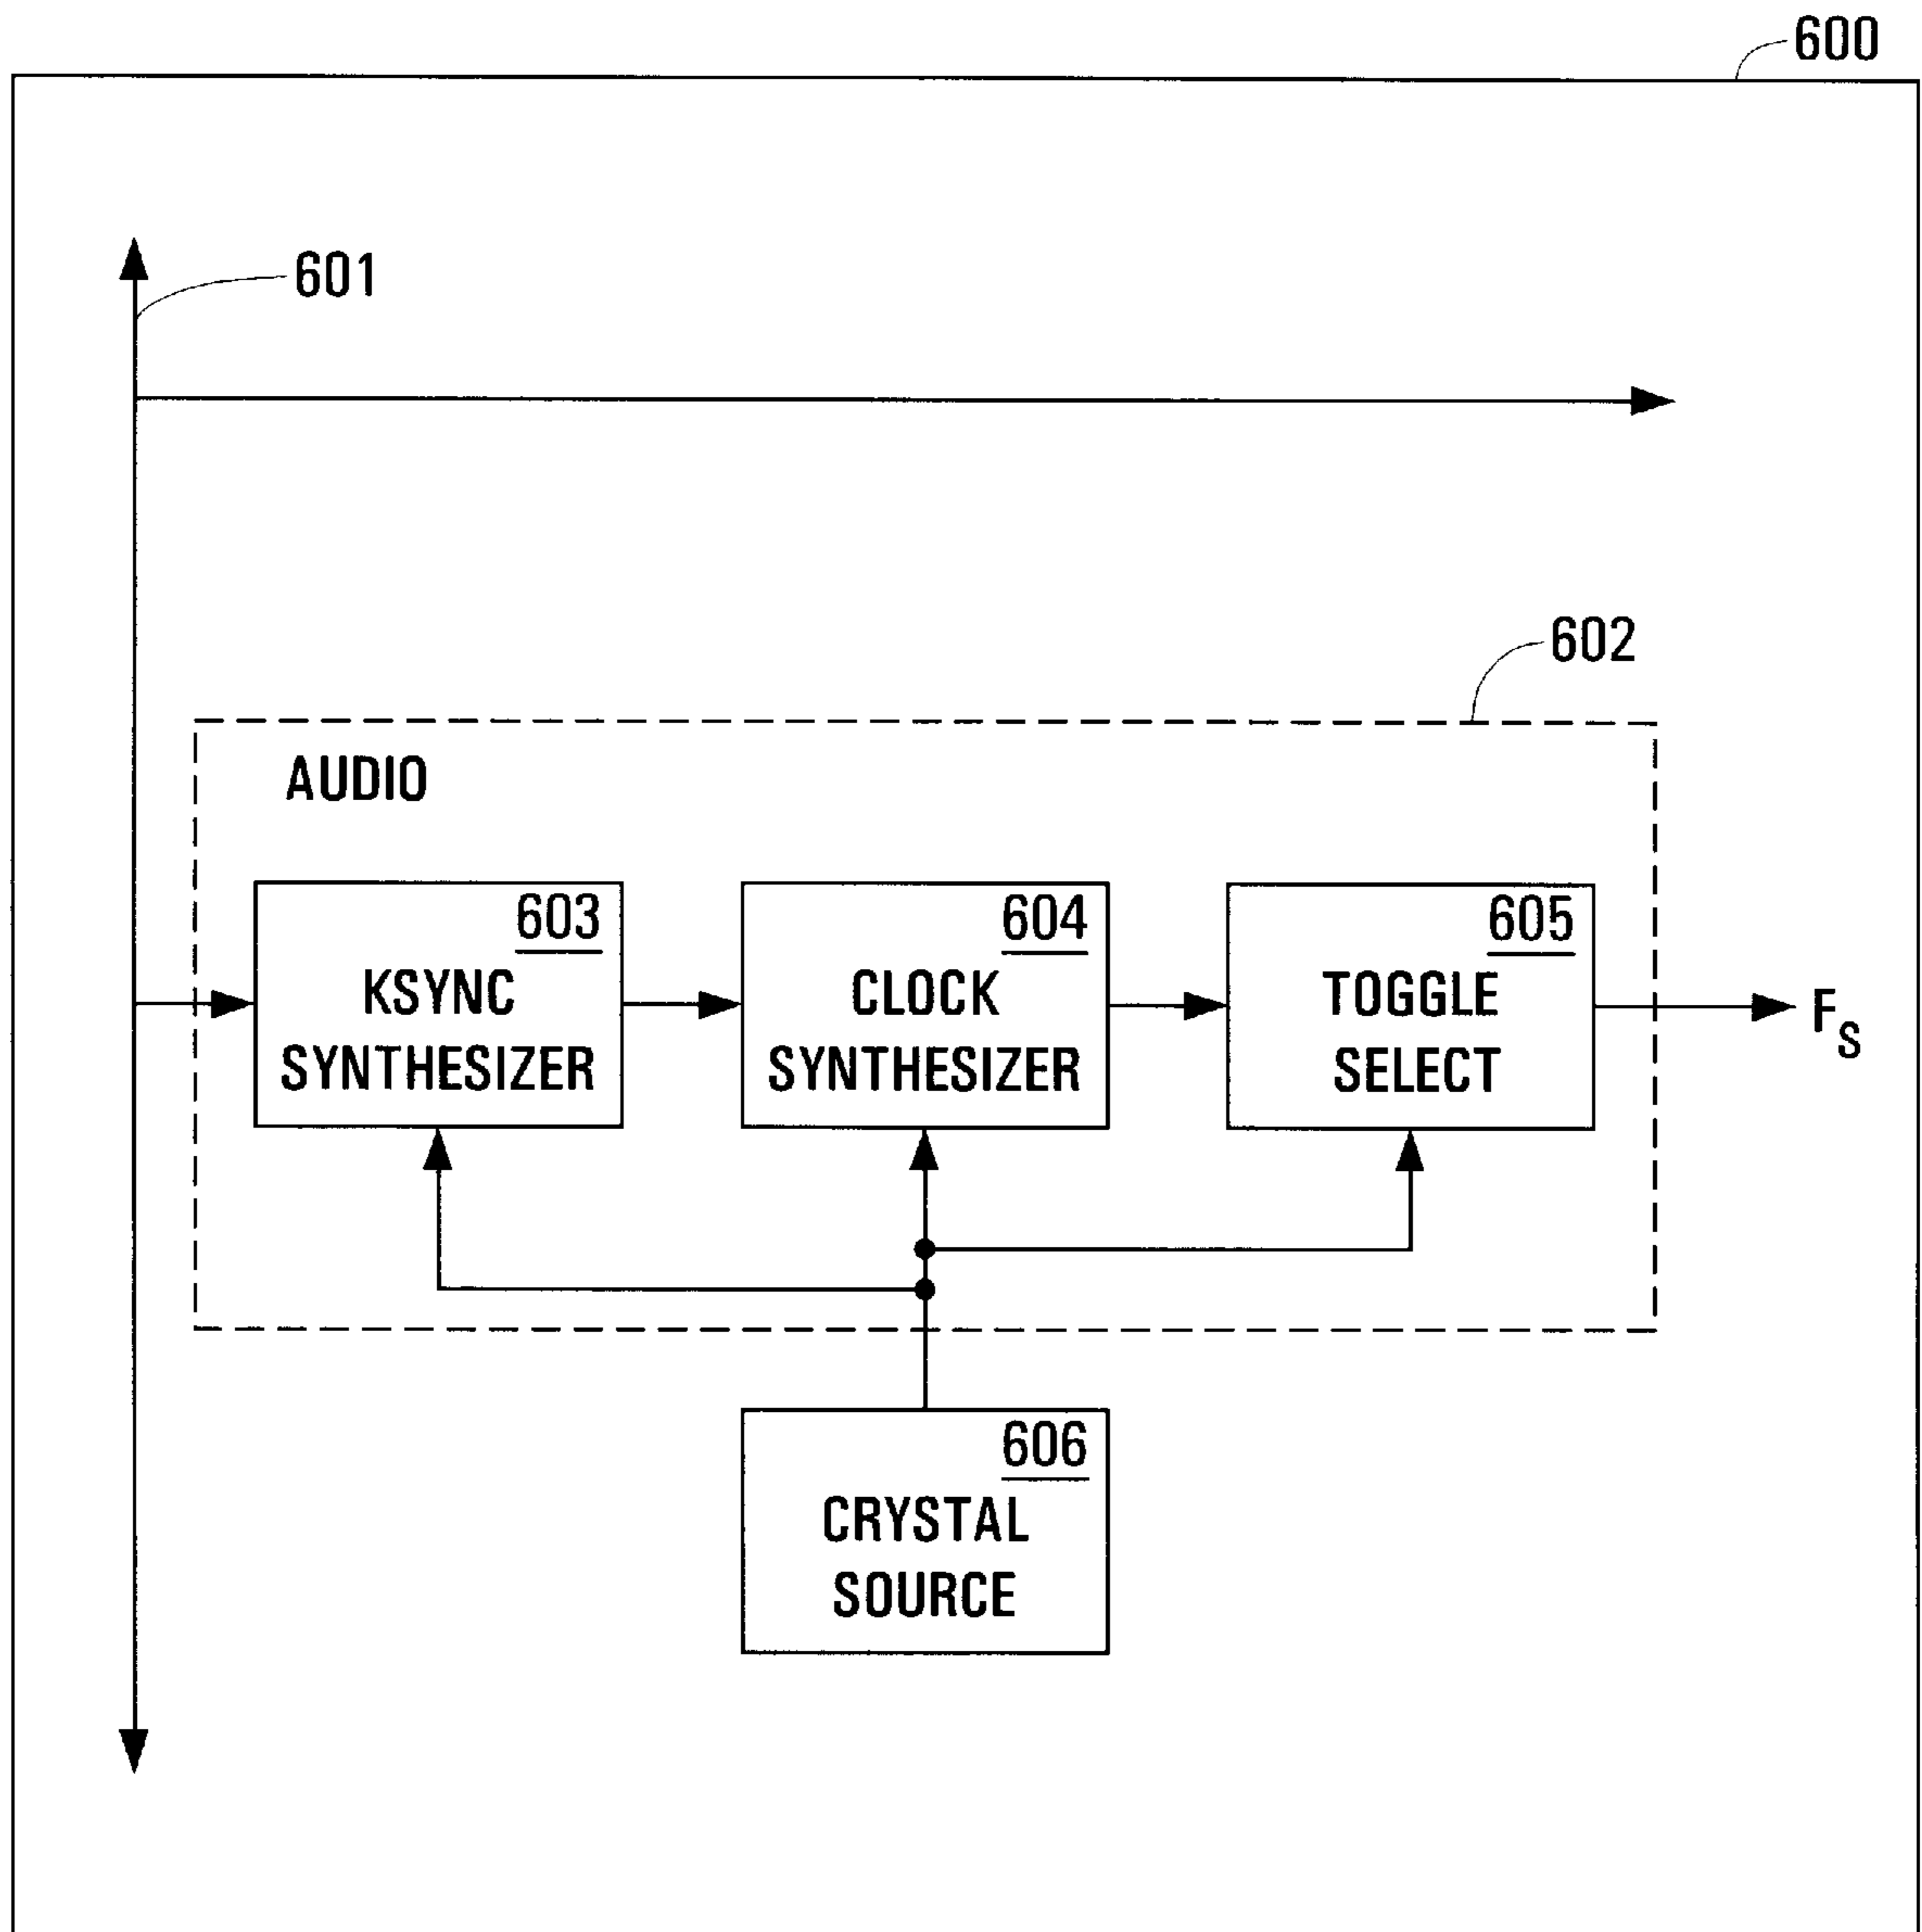 600
601
602
AUDIO
603
KSYNC
SYNTHESIZER
604
CLOCK
SYNTHESIZER
605
TOGGLE
SELECT
FS
606
CRYSTAL
SOURCE